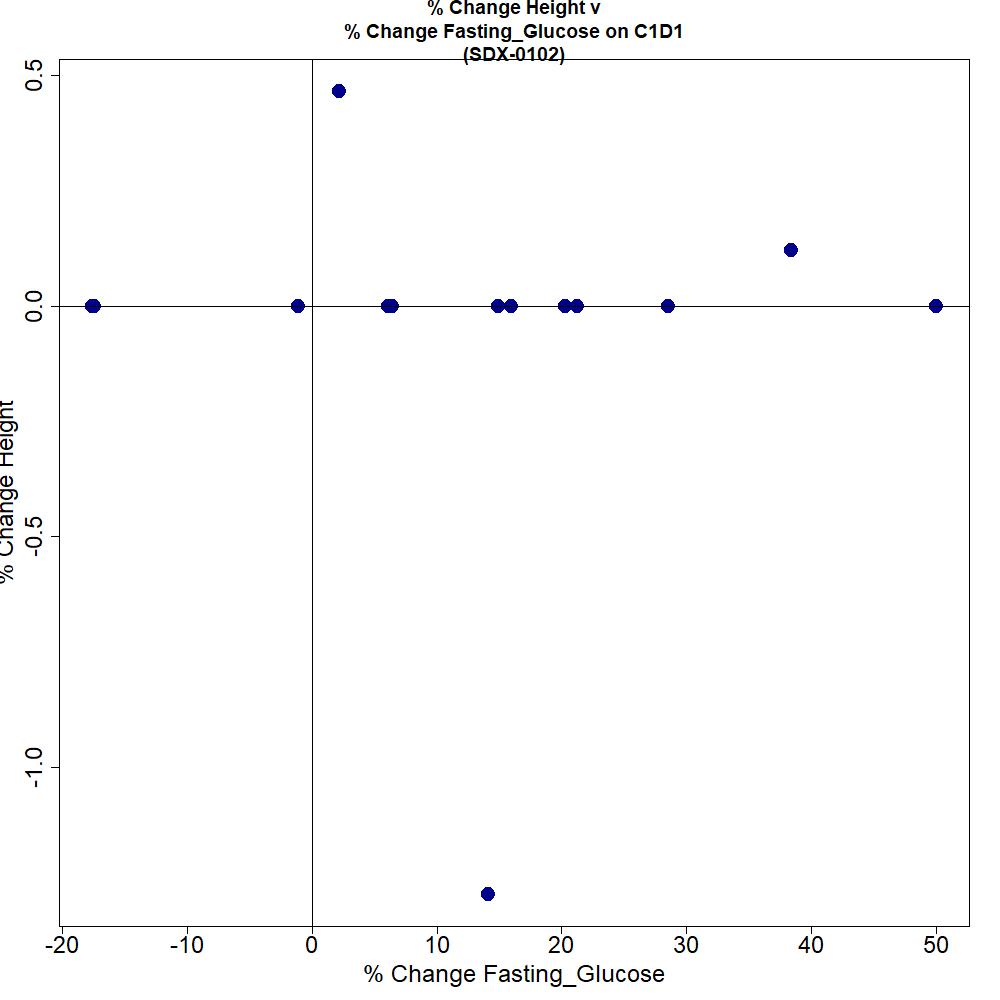 % Change Height v
% Change Fasting_Glucose on C1D1
(SDX-0102)
0.5
0.0
-0.5
-1.0
% Change Height
-20
-10
0
10
20
30
40
50
% Change Fasting_Glucose